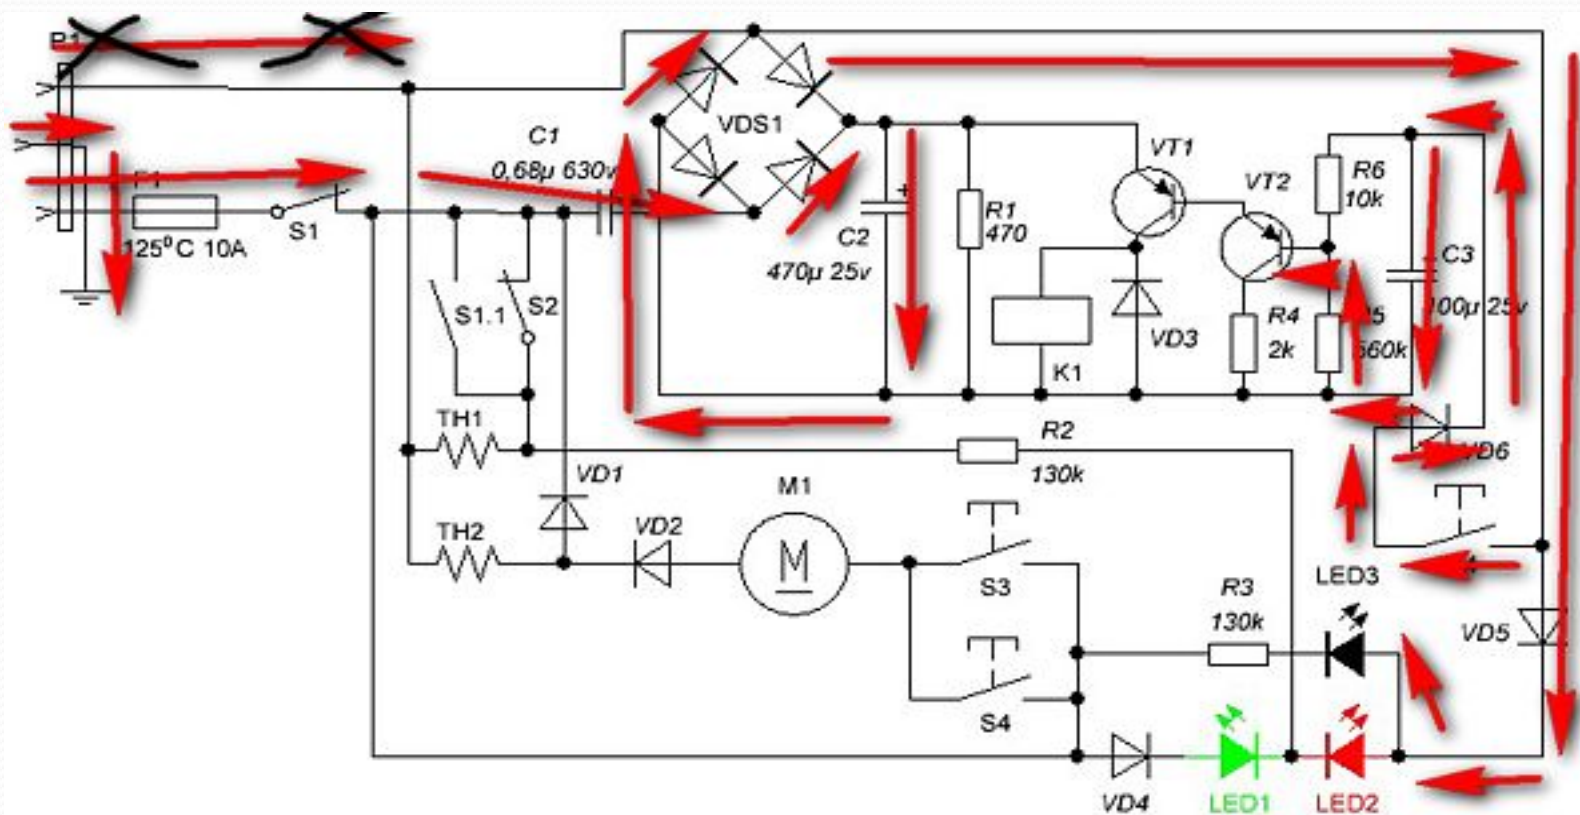 P1
C1
0,68µ 630v
VDS1
F1
125⁰C 10A
S1
S1.1
S2
C2
470µ 25v
+
R1
470
VT1
VT2
R6
10k
C3
100µ 25v
K1
VD3
R4
2k
R5
560k
TH1
TH2
VD1
VD2
M1
M
R2
130k
VD6
S3
S4
R3
130k
LED3
VD5
VD4
LED1
LED2